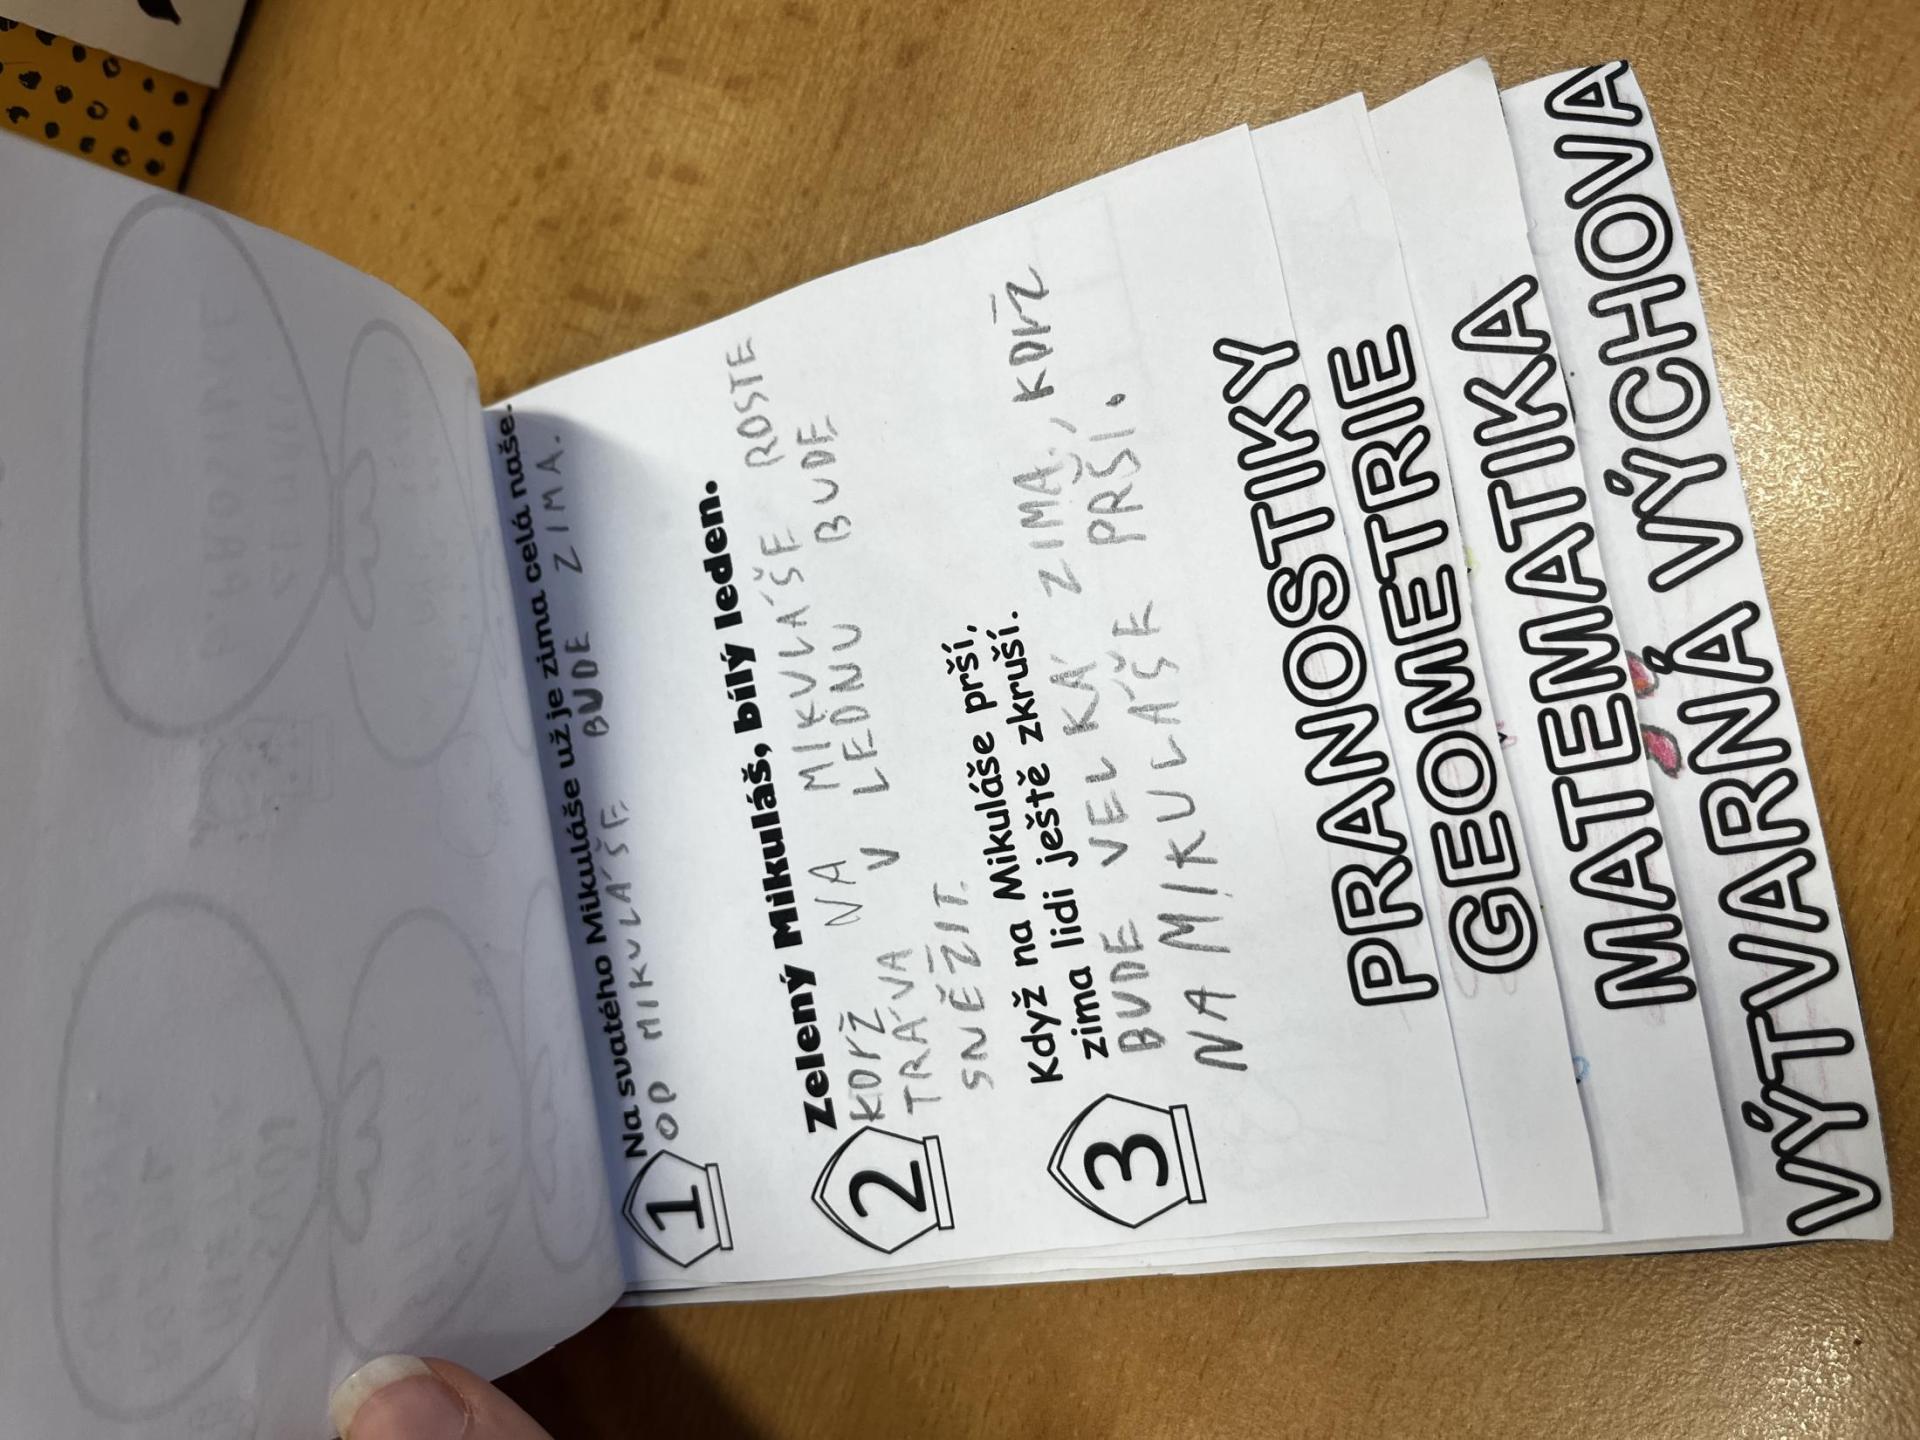 Na svatého Mikuláše už je zima celá naše.
OD MIKULÁŠE BUDE ZIMA.
1
Zelený Mikuláš, bílý leden.
KDYŽ NA MIKULÁŠE ROSTE
TRÁVA V LEDNU BUDE
SNĚŽIT.
2
Když na Mikuláše prší,
zima lidi ještě zkruší.
BUDE VELKÁ ZIMA, KDYŽ
NA MIKULÁŠE PRŠÍ.
3
PRANOSTIKY
GEOMETRIE
MATEMATIKA
VÝTVARNÁ VÝCHOVA